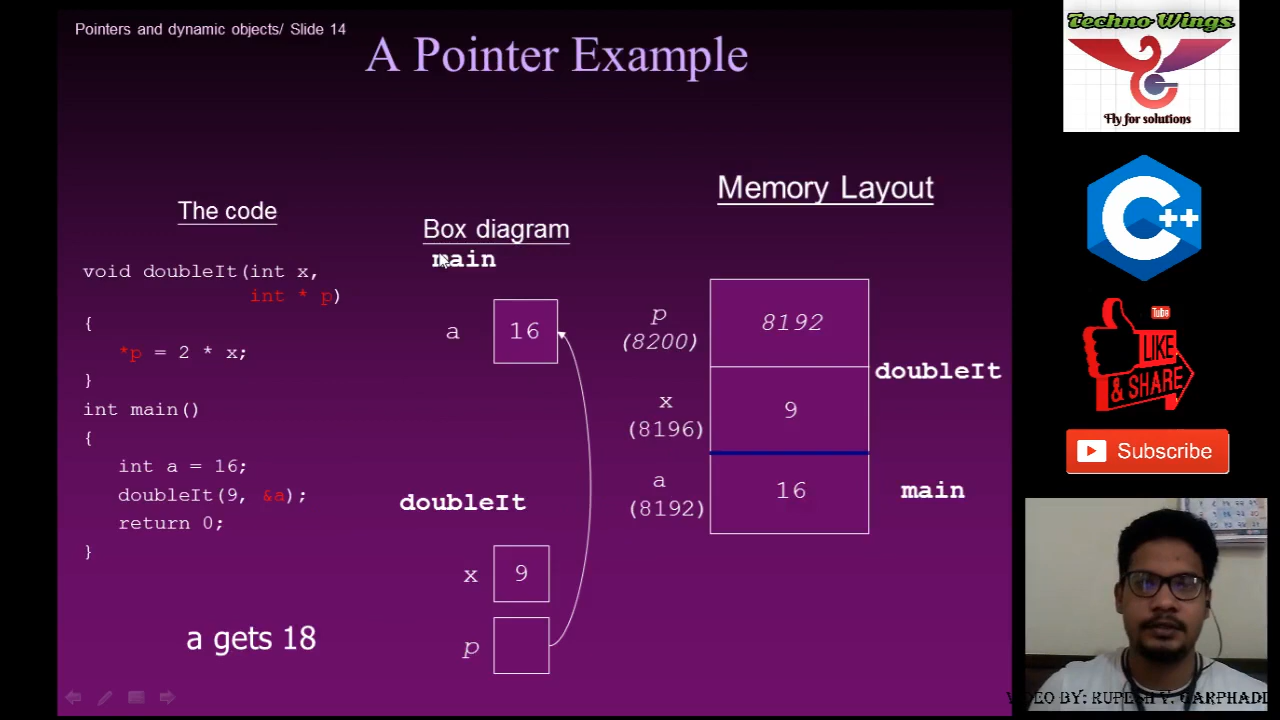 Pointers and dynamic objects/ Slide 14
A Pointer Example
The code
void doubleIt(int x,
int * p)
{
*p = 2 * x;
}
int main()
{
int a = 16;
doubleIt(9, &a);
return 0;
}
a gets 18
Box diagram
main
a 16
doubleIt
x 9
p
Memory Layout
p
(8200)
8192
doubleIt
x
(8196)
9
a
(8192)
16
main
Techno Wings
Fly for solutions
C++
Tube
LIKE
& SHARE
Subscribe
VIDEO BY: RUPESH Y. CARPHADE